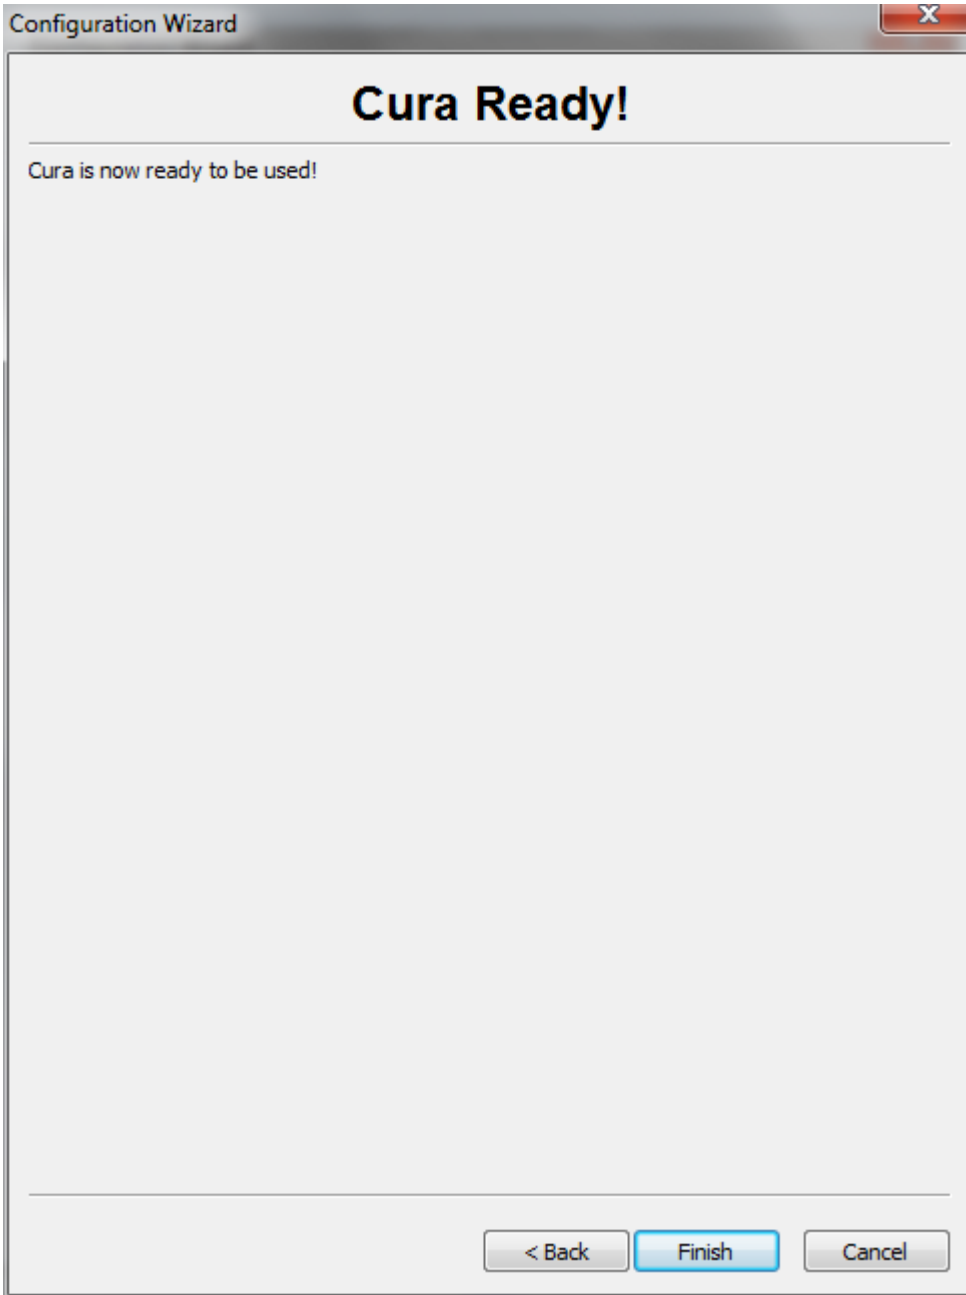 Configuration Wizard
X
Cura Ready!
Cura is now ready to be used!
< Back Finish Cancel